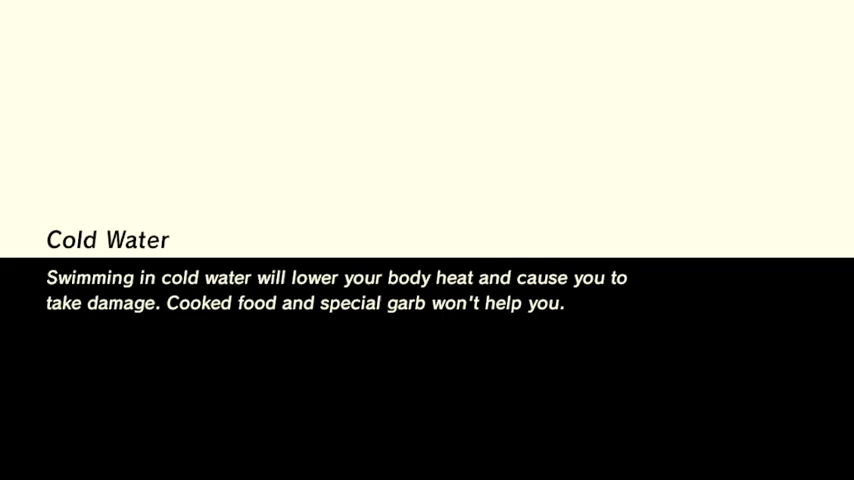 Cold Water
Swimming in cold water will lower your body heat and cause you to
take damage. Cooked food and special garb won't help you.